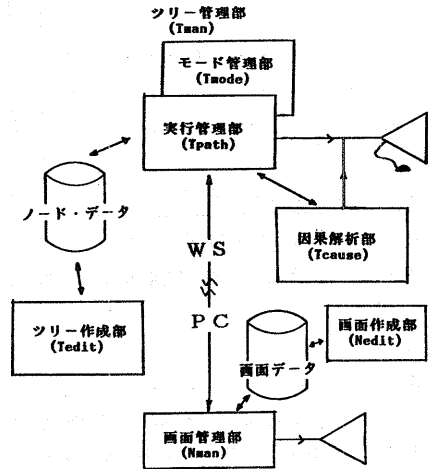 ツリー管理部
(Tman)
モード管理部
(Tmode)
実行管理部
(Tpath)
ノード・データ
因果解析部
(Tcause)
WS
PC
ツリー作成部
(Tedit)
画面データ
画面作成部
(Nedit)
画面管理部
(Nman)